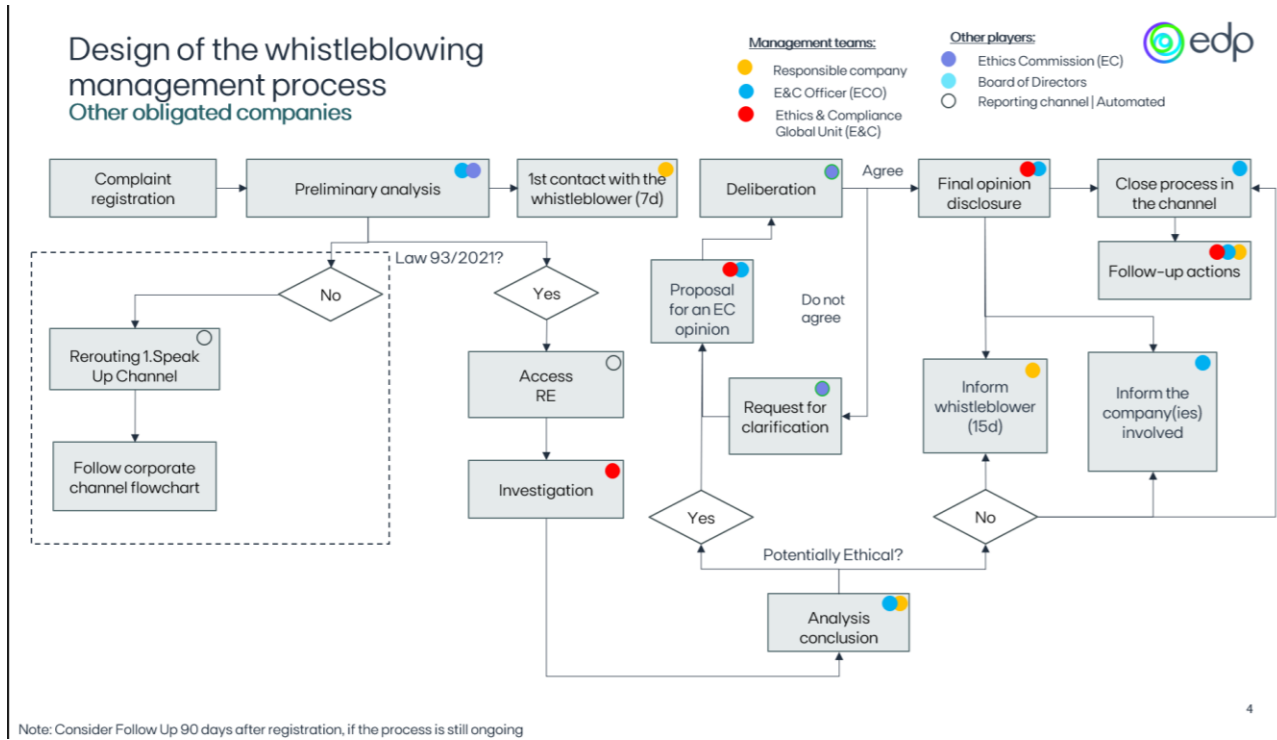 Design of the whistleblowing
management process
Other obligated companies
Management teams:
Responsible company
E&C Officer (ECO)
Ethics & Compliance
Global Unit (E&C)
Other players:
Ethics Commission (EC)
Board of Directors
Reporting channel | Automated
edp
Complaint
registration
Preliminary analysis
1st contact with the
whistleblower (7d)
Deliberation
Agree
Final opinion
disclosure
Close process in
the channel
Follow-up actions
Law 93/2021?
No
Yes
Proposal
for an EC
opinion
Do not
agree
Rerouting 1.Speak
Up Channel
Access
RE
Request for
clarification
Inform
whistleblower
(15d)
Inform the
company(ies)
involved
Follow corporate
channel flowchart
Investigation
Yes
No
Potentially Ethical?
Analysis
conclusion
4
Note: Consider Follow Up 90 days after registration, if the process is still ongoing